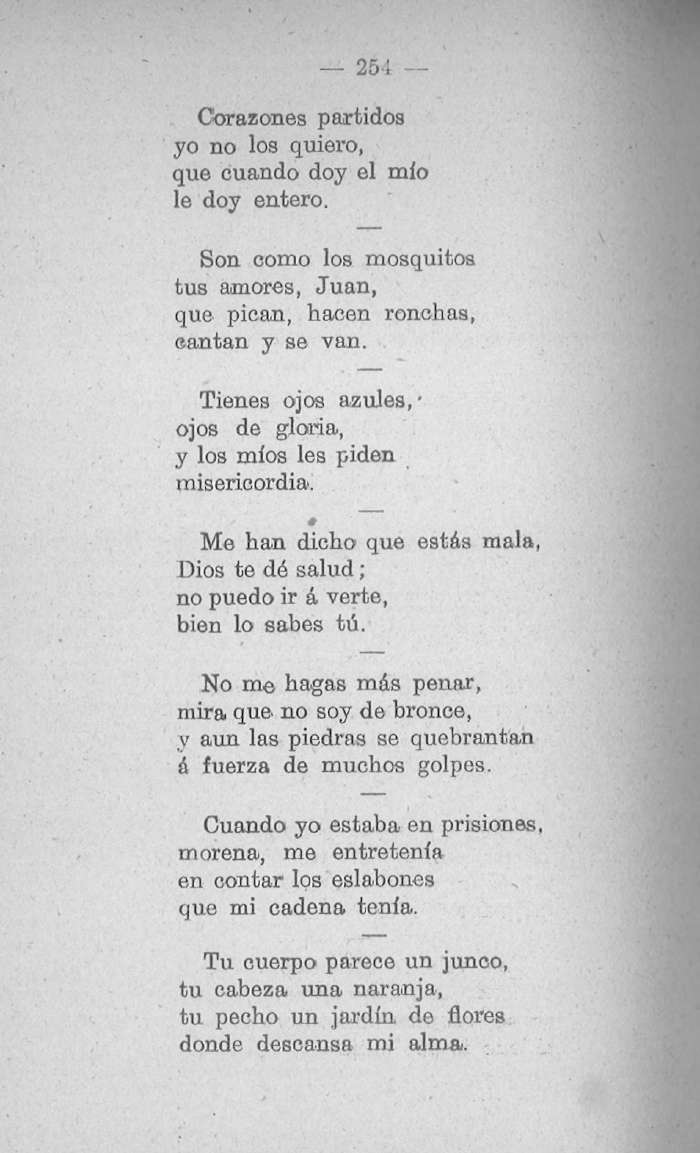 — 254 —
Corazones partidos
yo no los quiero,
que cuando doy el mío
le doy entero.
—
Son como los mosquitos
tus amores, Juan,
que pican, hacen ronchas,
cantan y se van.
—
Tienes ojos azules,
ojos de gloria,
y los míos les piden
misericordia.
—
Me han dicho que estás mala,
Dios te dé salud;
no puedo ir á verte,
bien lo sabes tú.
—
No me hagas más penar,
mira que no soy de bronce,
y aun las piedras se quebrantan
á fuerza de muchos golpes.
—
Cuando yo estaba en prisiones,
morena, me entretenía
en contar los eslabones
que mi cadena tenía.
—
Tu cuerpo parece un junco,
tu cabeza una naranja,
tu pecho un jardín de flores
donde descansa mi alma.